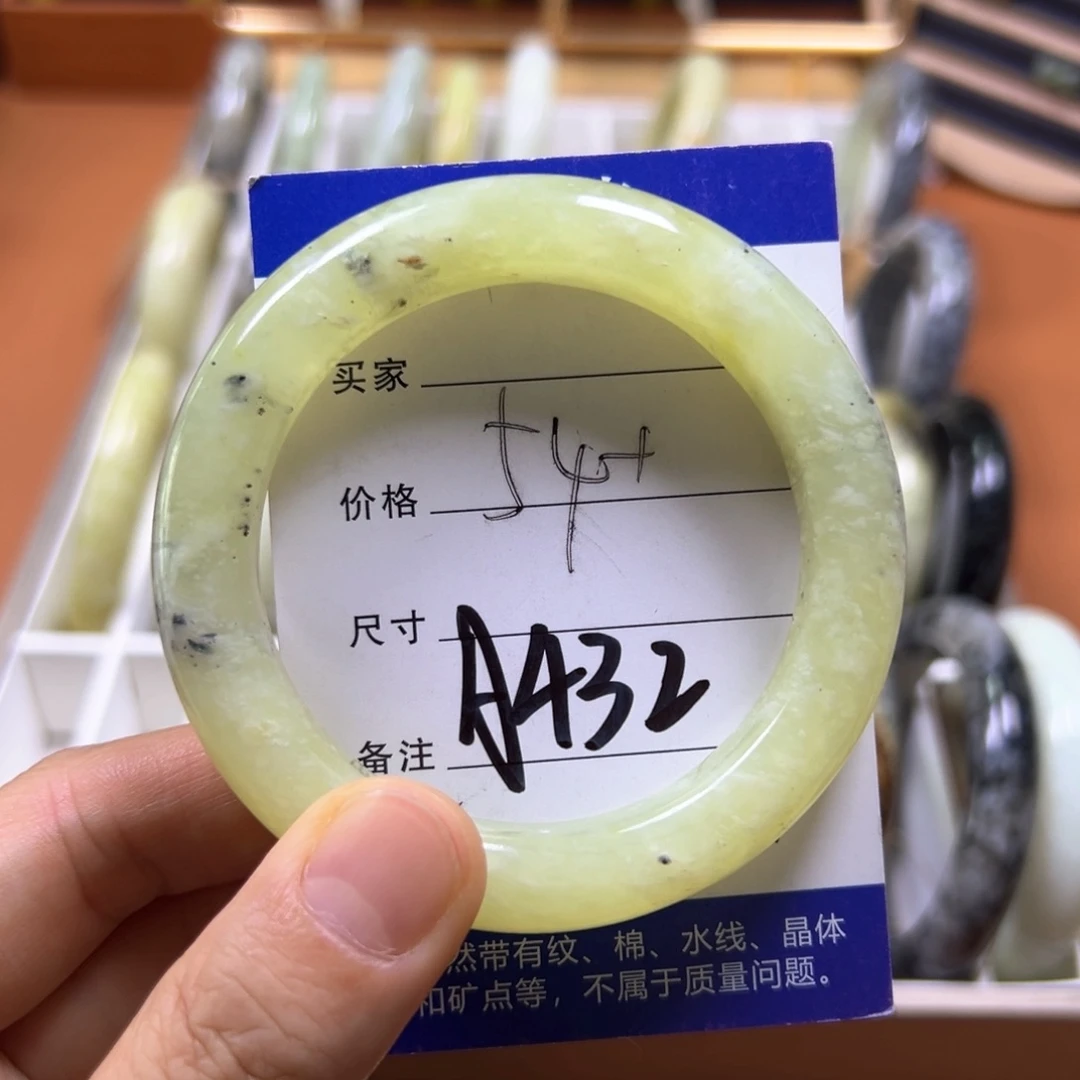 买家
价格 54+
尺寸
A432
备注
然带有纹、棉、水线、晶体
和矿点等，不属于质量问题。